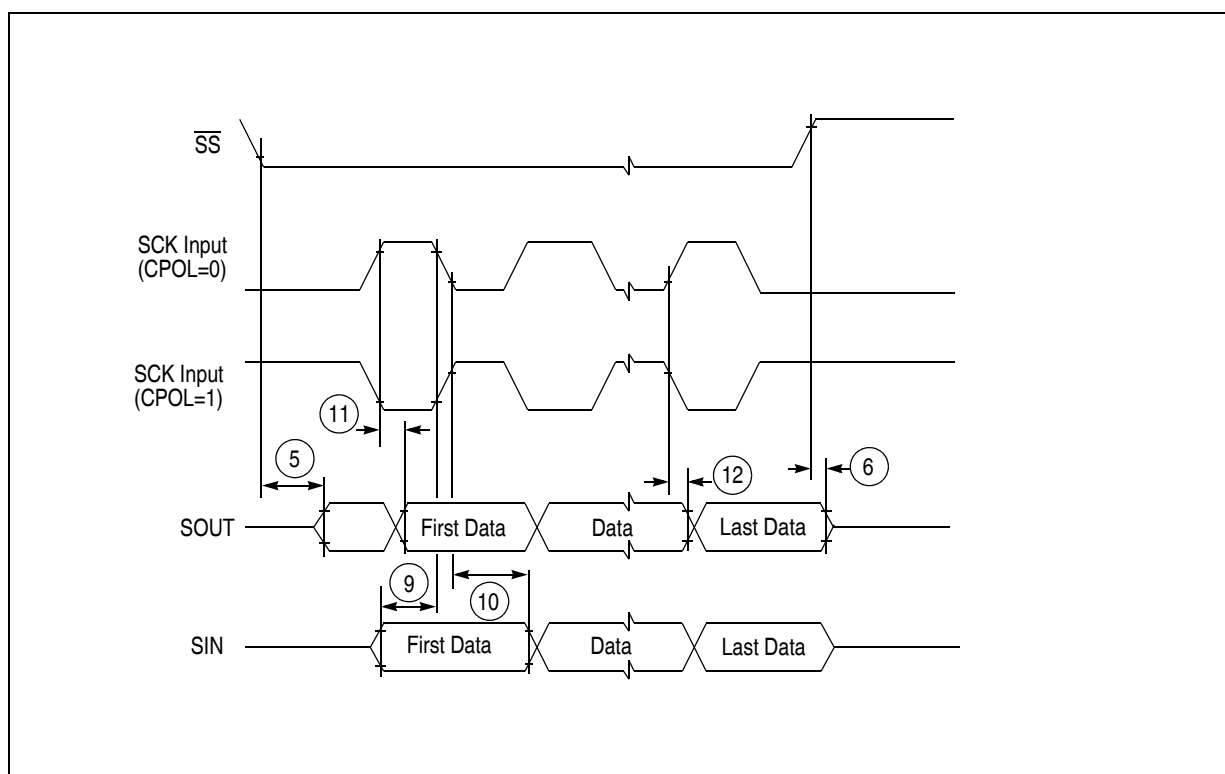 SS
SCK Input
(CPOL=0)
SCK Input
(CPOL=1)
11
5
12
6
SOUT
First Data
Data
Last Data
9
10
SIN
First Data
Data
Last Data